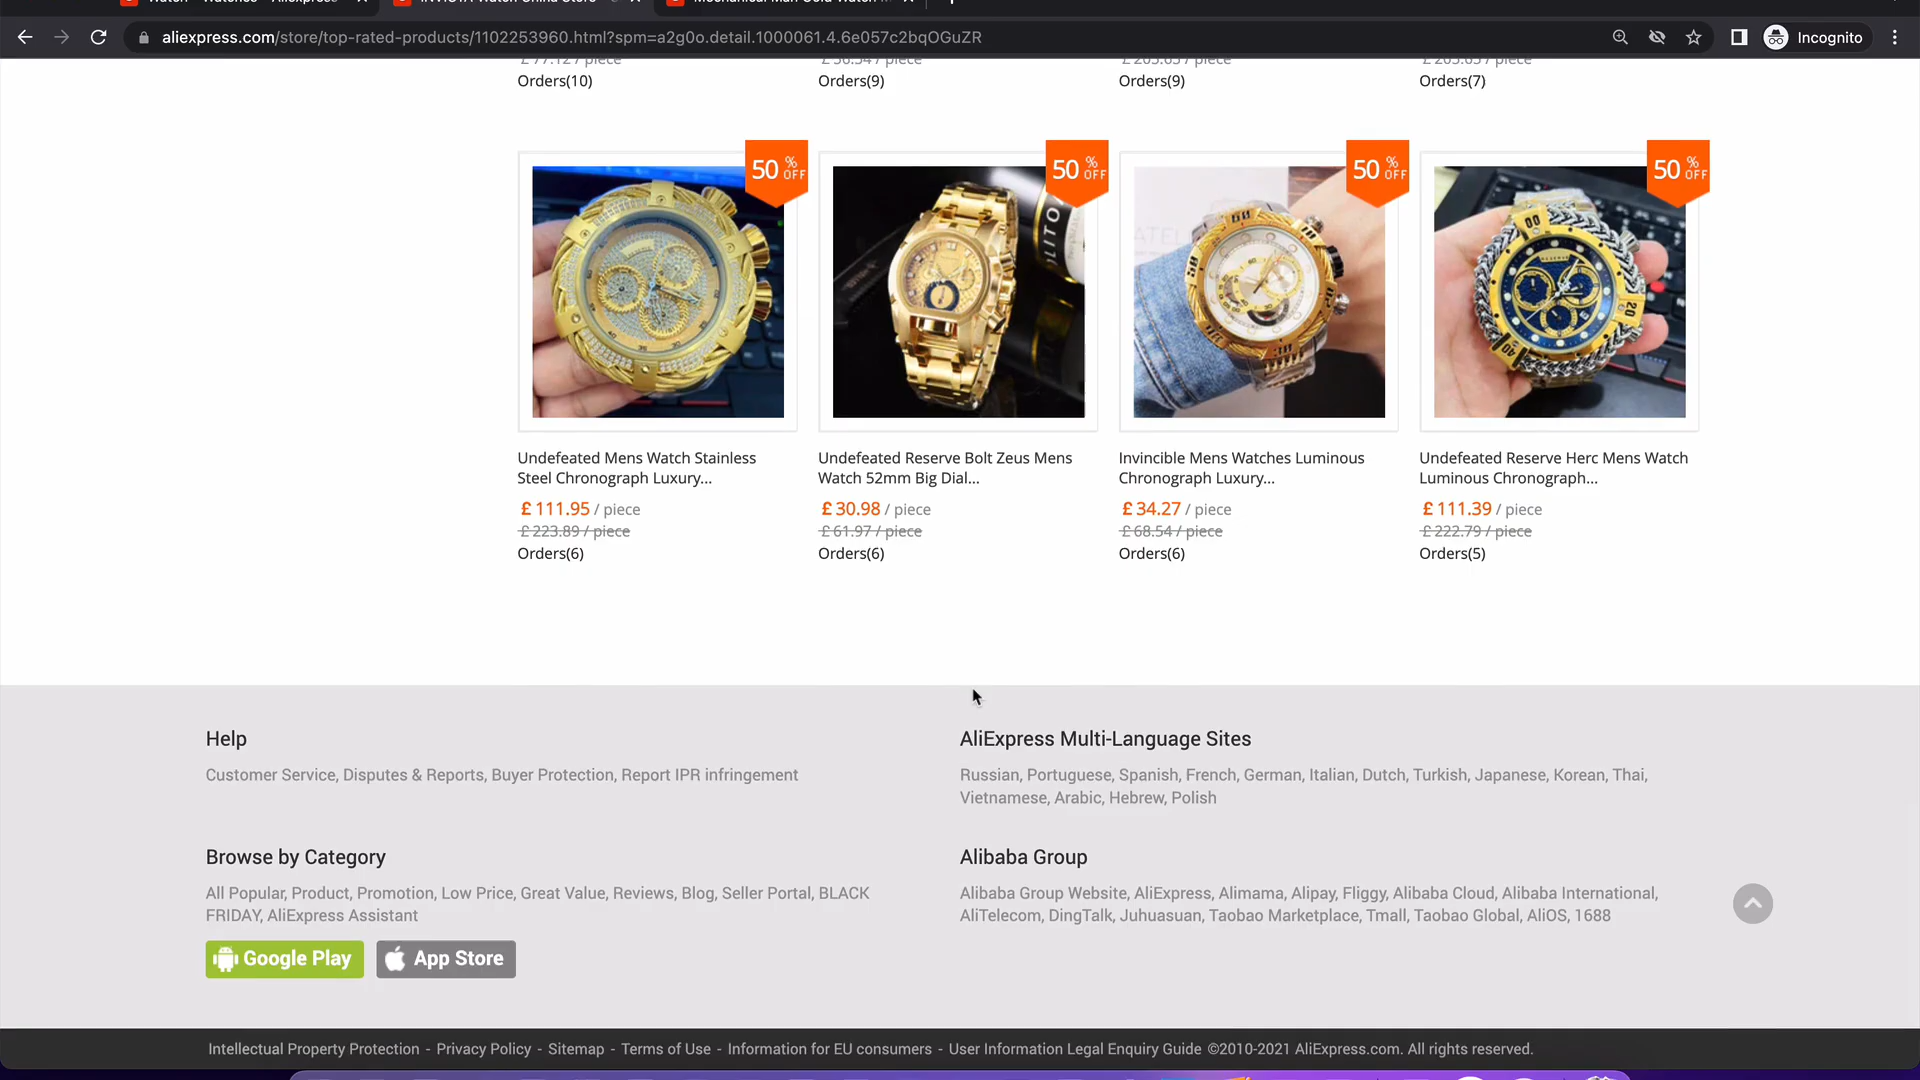 aliexpress.com/store/top-rated-products/1102253960.html?spm=a2g0o.detail.1000061.4.6e057c2bqOGuZR
Incognito
£ 77.12 / piece
/ piece
£ 203.65 / piece
/ piece
Orders(10)
Orders(9)
Orders(9)
Orders(7)
50 % OFF
50 % OFF
50 % OFF
50 % OFF
Undefeated Mens Watch Stainless
Steel Chronograph Luxury...
£ 111.95 / piece
£ 223.89 / piece
Orders(6)
Undefeated Reserve Bolt Zeus Mens
Watch 52mm Big Dial...
£ 30.98 / piece
£ 61.97 / piece
Orders(6)
Invincible Mens Watches Luminous
Chronograph Luxury...
£ 34.27 / piece
£ 68.54 / piece
Orders(6)
Undefeated Reserve Herc Mens Watch
Luminous Chronograph...
£ 111.39 / piece
£ 222.79 / piece
Orders(5)
Help
Customer Service, Disputes & Reports, Buyer Protection, Report IPR infringement
AliExpress Multi-Language Sites
Russian, Portuguese, Spanish, French, German, Italian, Dutch, Turkish, Japanese, Korean, Thai,
Vietnamese, Arabic, Hebrew, Polish
Browse by Category
All Popular, Product, Promotion, Low Price, Great Value, Reviews, Blog, Seller Portal, BLACK
FRIDAY, AliExpress Assistant
Google Play
App Store
Alibaba Group
Alibaba Group Website, AliExpress, Alimama, Alipay, Fliggy, Alibaba Cloud, Alibaba International,
AliTelecom, DingTalk, Juhuasuan, Taobao Marketplace, Tmall, Taobao Global, AliOS, 1688
Intellectual Property Protection - Privacy Policy - Sitemap - Terms of Use - Information for EU consumers - User Information Legal Enquiry Guide ©2010-2021 AliExpress.com. All rights reserved.